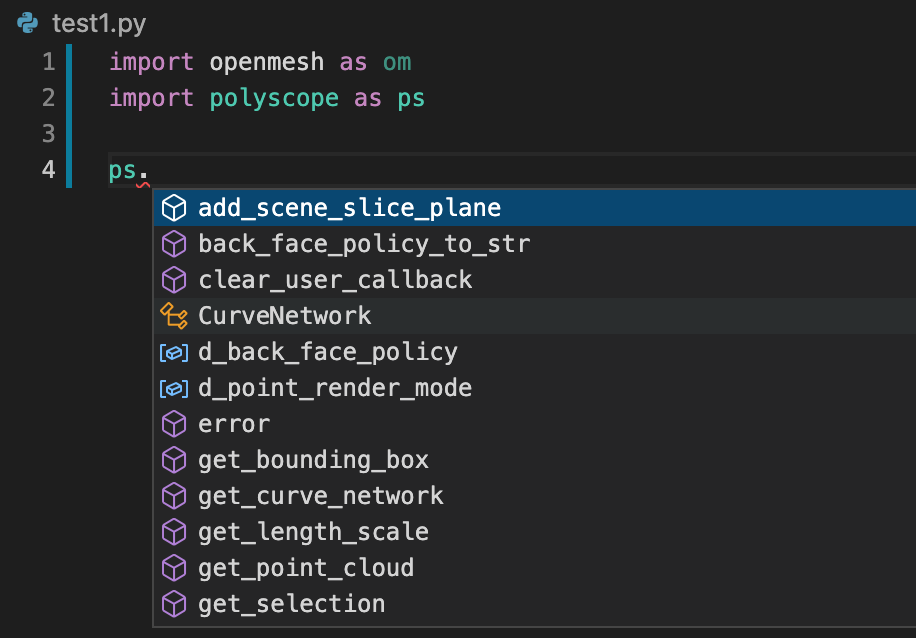 test1.py
1 import openmesh as om
2 import polyscope as ps
3
4 ps.
add_scene_slice_plane
back_face_policy_to_str
clear_user_callback
CurveNetwork
d_back_face_policy
d_point_render_mode
error
get_bounding_box
get_curve_network
get_length_scale
get_point_cloud
get_selection